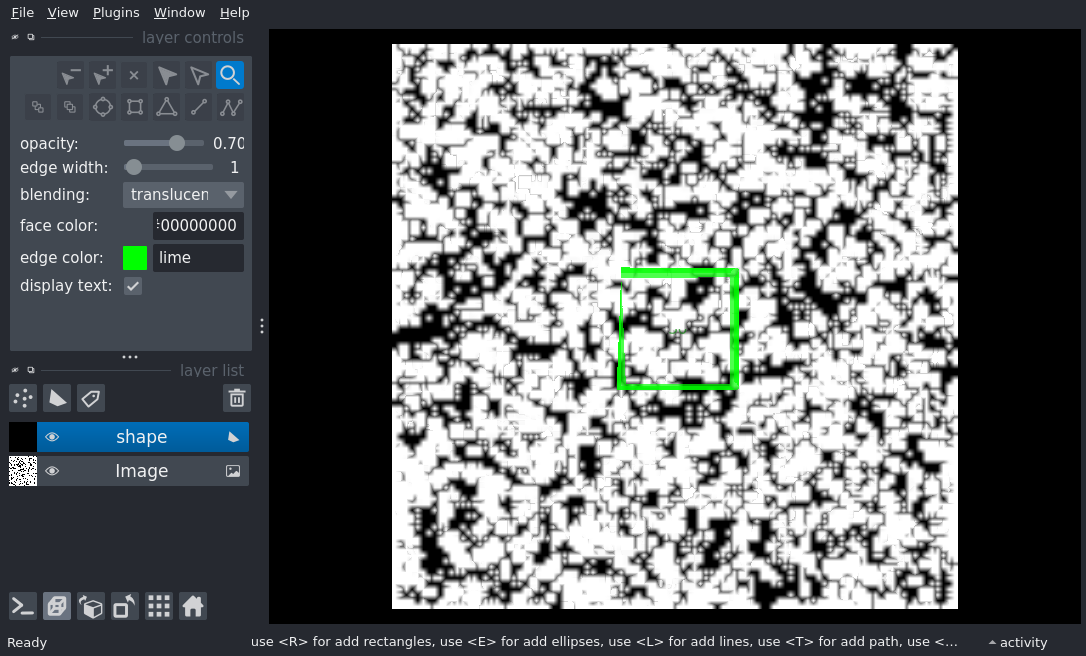 File View Plugins Window Help
layer controls
opacity: 0.70
edge width: 1
blending: translucen
face color: #00000000
edge color: lime
display text:
layer list
shape
Image
Ready use <R> for add rectangles, use <E> for add ellipses, use <L> for add lines, use <T> for add path, use <... activity